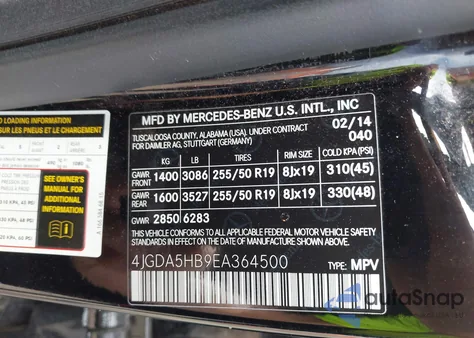 D LOADING INFORMATION
SUR LES PNEUS ET LE CHARGEMENT
SEE OWNER'S
MANUAL FOR
ADDITIONAL
INFORMATION
MFD BY MERCEDES-BENZ U.S. INTL., INC
TUSCALOOSA COUNTY, ALABAMA (USA), UNDER CONTRACT
FOR DAIMLER AG, STUTTGART (GERMANY)
02/14
040
KG LB TIRES RIM SIZE COLD KPA(PSI)
GAWR FRONT 1400 3086 255/50 R19 8Jx19 310(45)
GAWR REAR 1600 3527 255/50 R19 8Jx19 330(48)
GVWR 2850 6283
THIS VEHICLE CONFORMS TO ALL APPLICABLE FEDERAL MOTOR VEHICLE
SAFETY STANDARDS IN EFFECT ON THE DATE OF MANUFACTURE SHOWN ABOVE.
4JGDA5HB9EA364500
TYPE: MPV
autoSnap